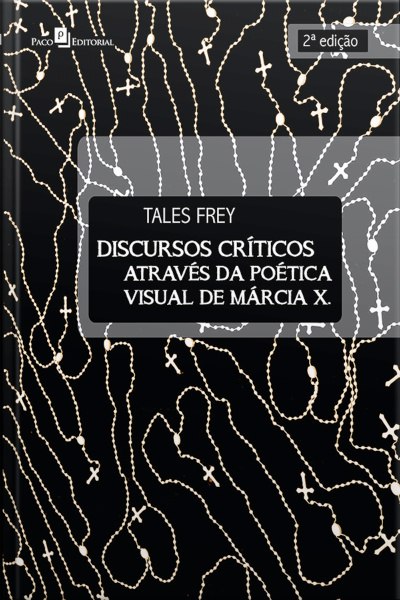 PACO EDITORIAL
2ª edição
TALES FREY
DISCURSOS CRÍTICOS
ATRAVÉS DA POÉTICA
VISUAL DE MÁRCIA X.